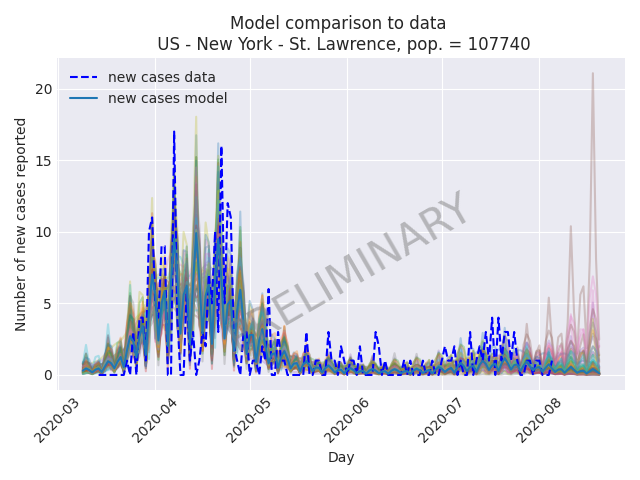 Model comparison to data
US - New York - St. Lawrence, pop. = 107740
new cases data
new cases model
PRELIMINARY
Number of new cases reported
20
15
10
5
0
2020-03
2020-04
2020-05
2020-06
2020-07
2020-08
Day